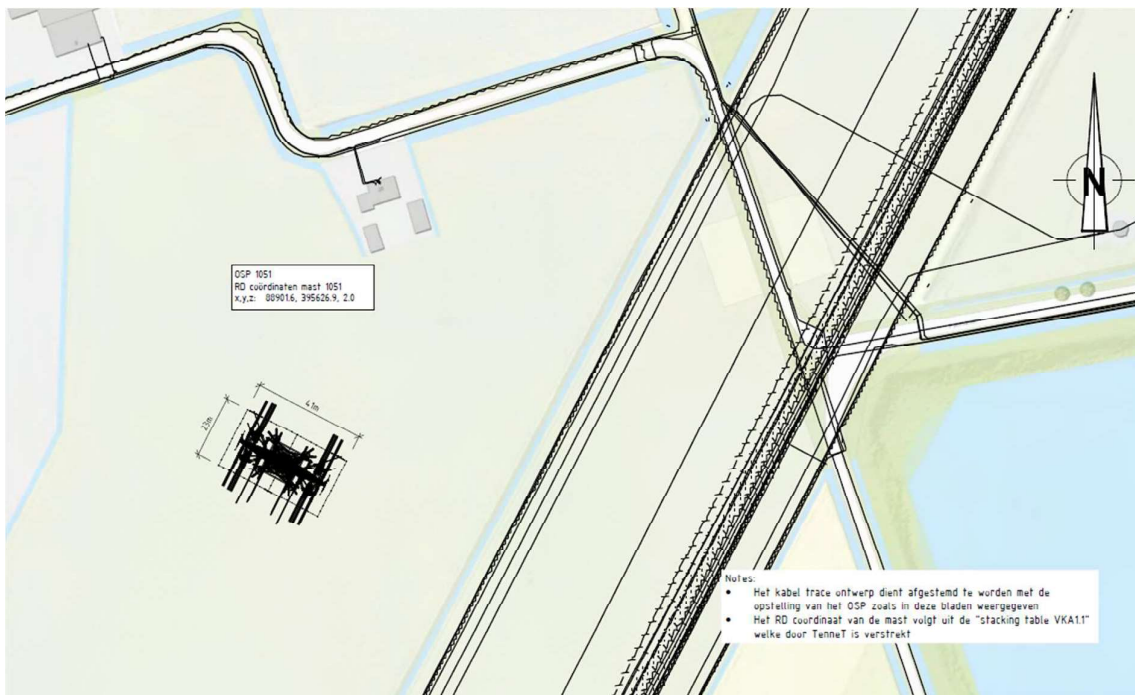 N
OSP 1051
RD coördinaten mast 1051
x,y,z: 88901.6, 395626.9, 2.0
41m
23m
Notes:
• Het kabel trace ontwerp dient afgestemd te worden met de
opstelling van het OSP zoals in deze bladen weergegeven
• Het RD coordinaat van de mast volgt uit de "stacking table VKA1.1"
welke door TenneT is verstrekt